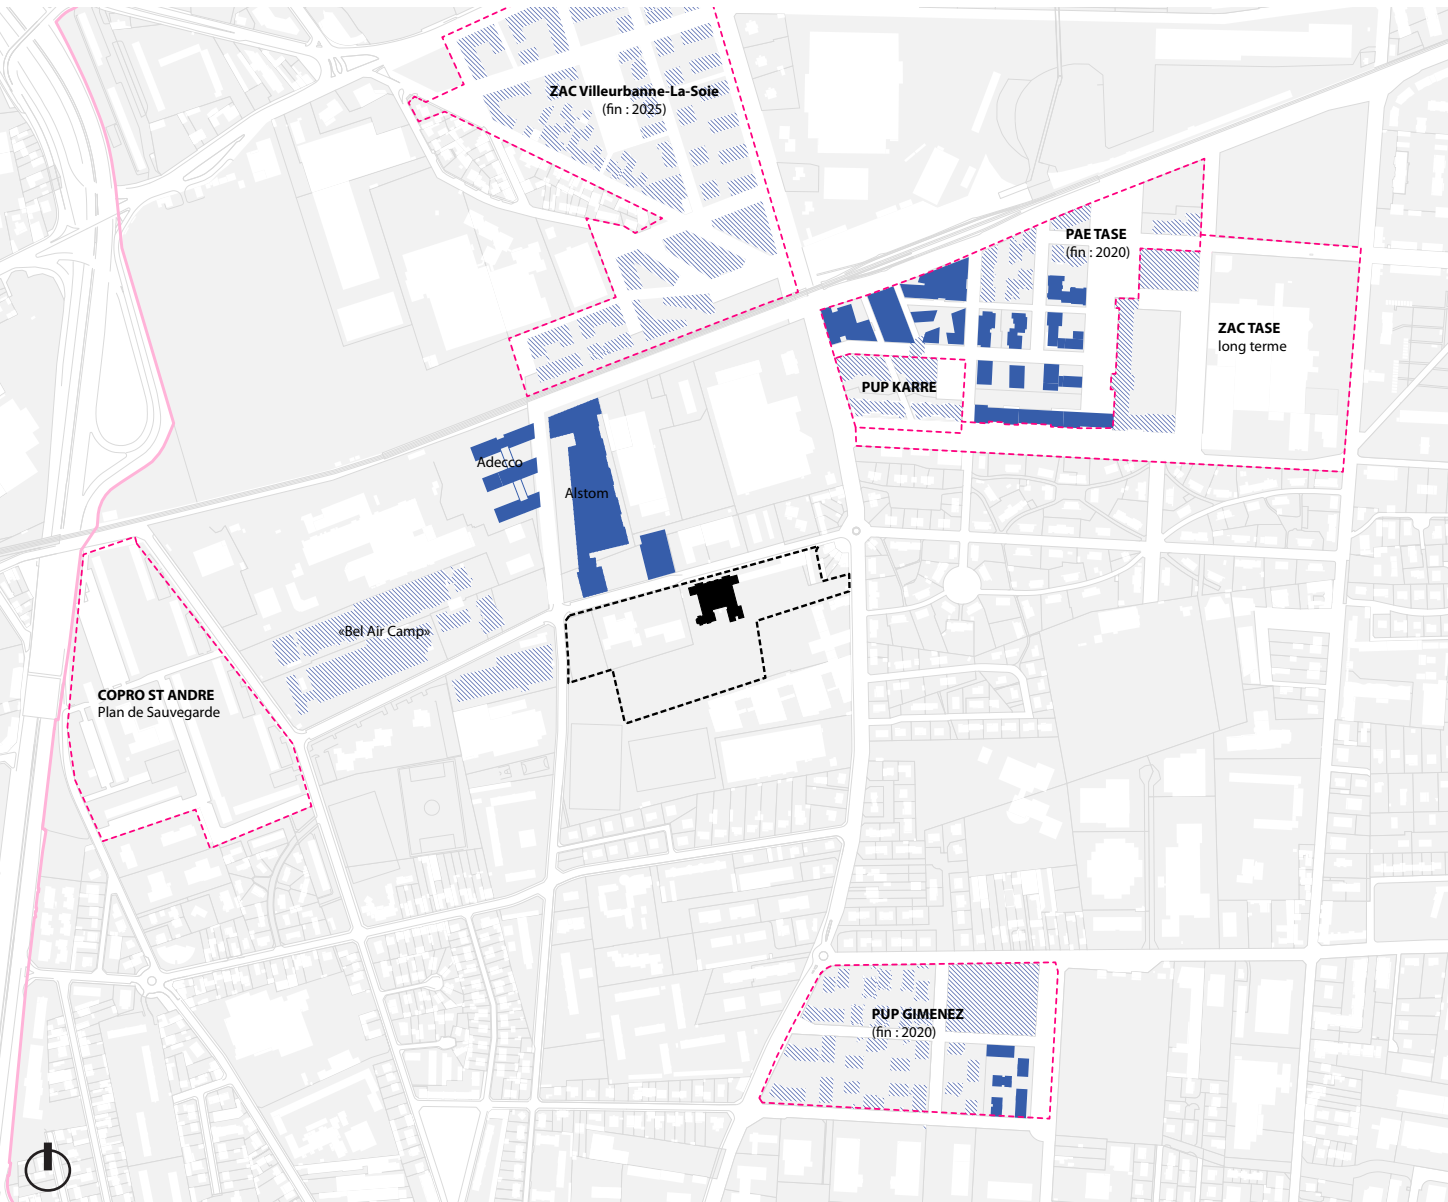 ZAC Villeurbanne-La-Soie
(fin : 2025)
PAE TASE
(fin : 2020)
ZAC TASE
long terme
PUP KARRE
Adecco
Alstom
«Bel Air Camp»
COPRO ST ANDRE
Plan de Sauvegarde
PUP GIMENEZ
(fin : 2020)